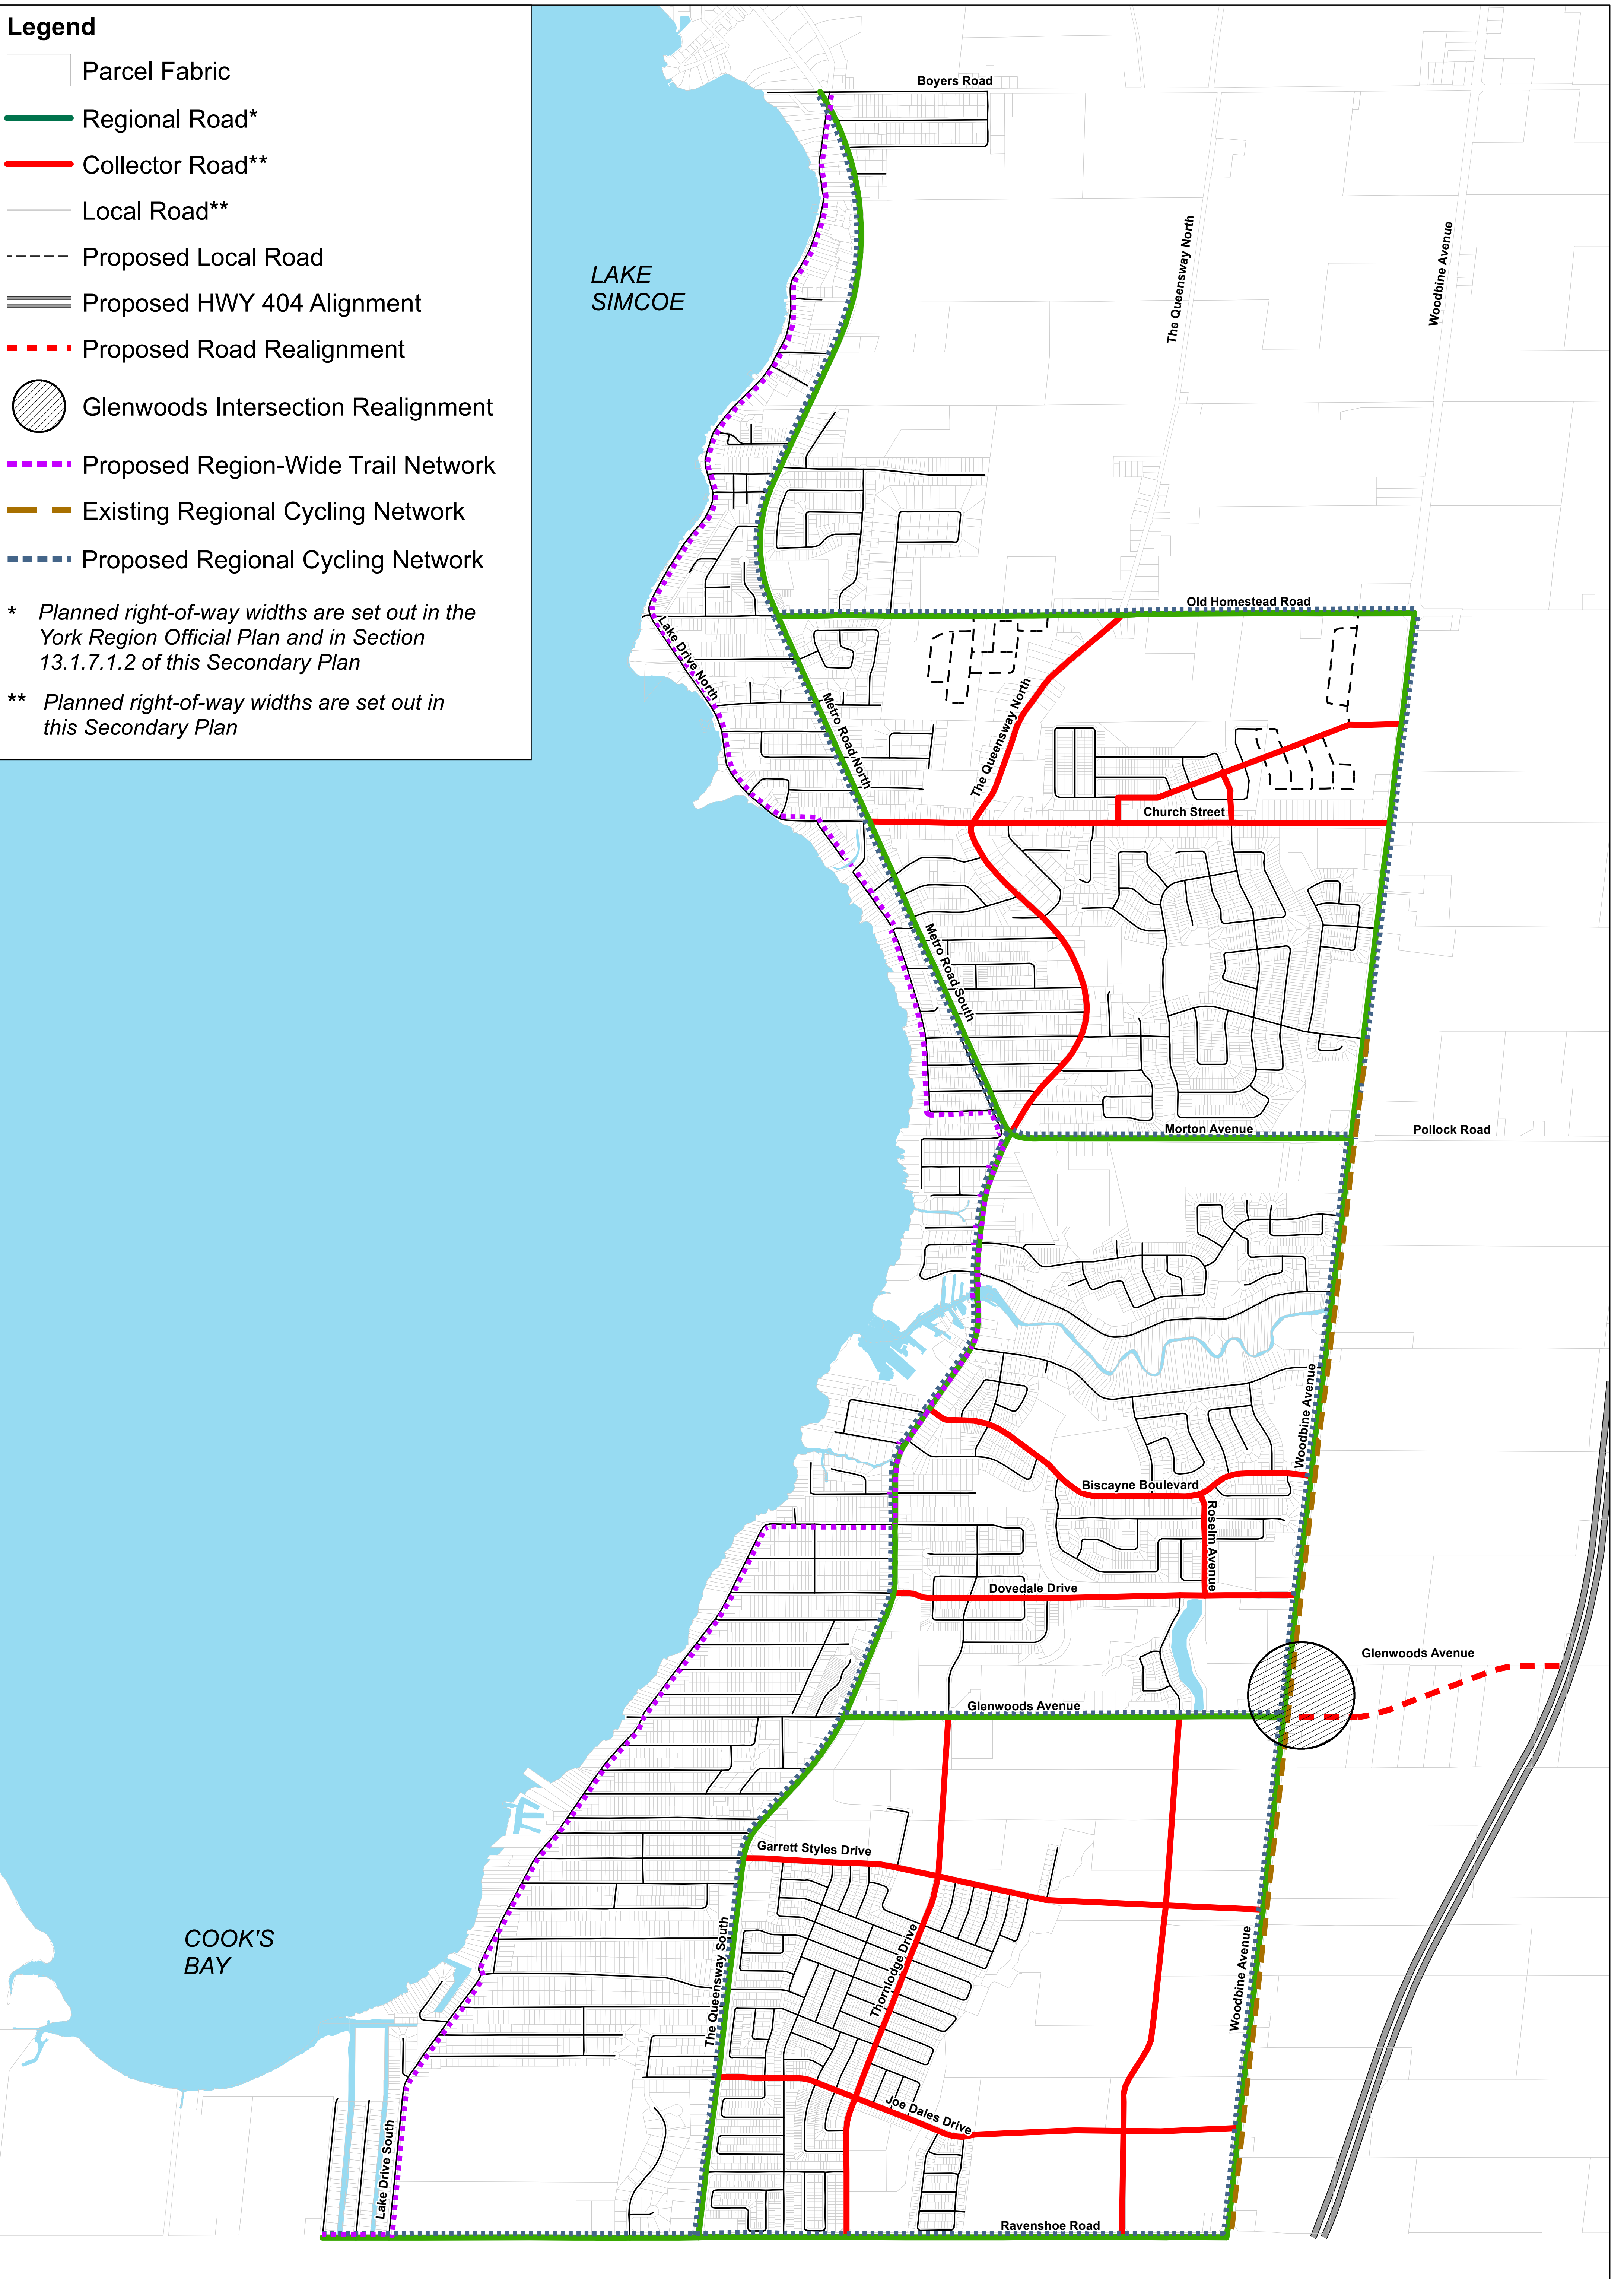 Legend
Parcel Fabric
Regional Road*
Collector Road**
Local Road**
Proposed Local Road
Proposed HWY 404 Alignment
Proposed Road Realignment
Glenwoods Intersection Realignment
Proposed Region-Wide Trail Network
Existing Regional Cycling Network
Proposed Regional Cycling Network
* Planned right-of-way widths are set out in the
York Region Official Plan and in Section
13.1.7.1.2 of this Secondary Plan
** Planned right-of-way widths are set out in
this Secondary Plan
Boyers Road
LAKE
SIMCOE
The Queensway North
Woodbine Avenue
Old Homestead Road
Lake Drive North
Metro Road North
The Queensway North
Church Street
Metro Road South
Morton Avenue
Pollock Road
Woodbine Avenue
Biscayne Boulevard
Roselm Avenue
Dovedale Drive
Glenwoods Avenue
Glenwoods Avenue
Garrett Styles Drive
COOK'S
BAY
The Queensway South
Thornlodge Drive
Woodbine Avenue
Joe Dales Drive
Lake Drive South
Ravenshoe Road